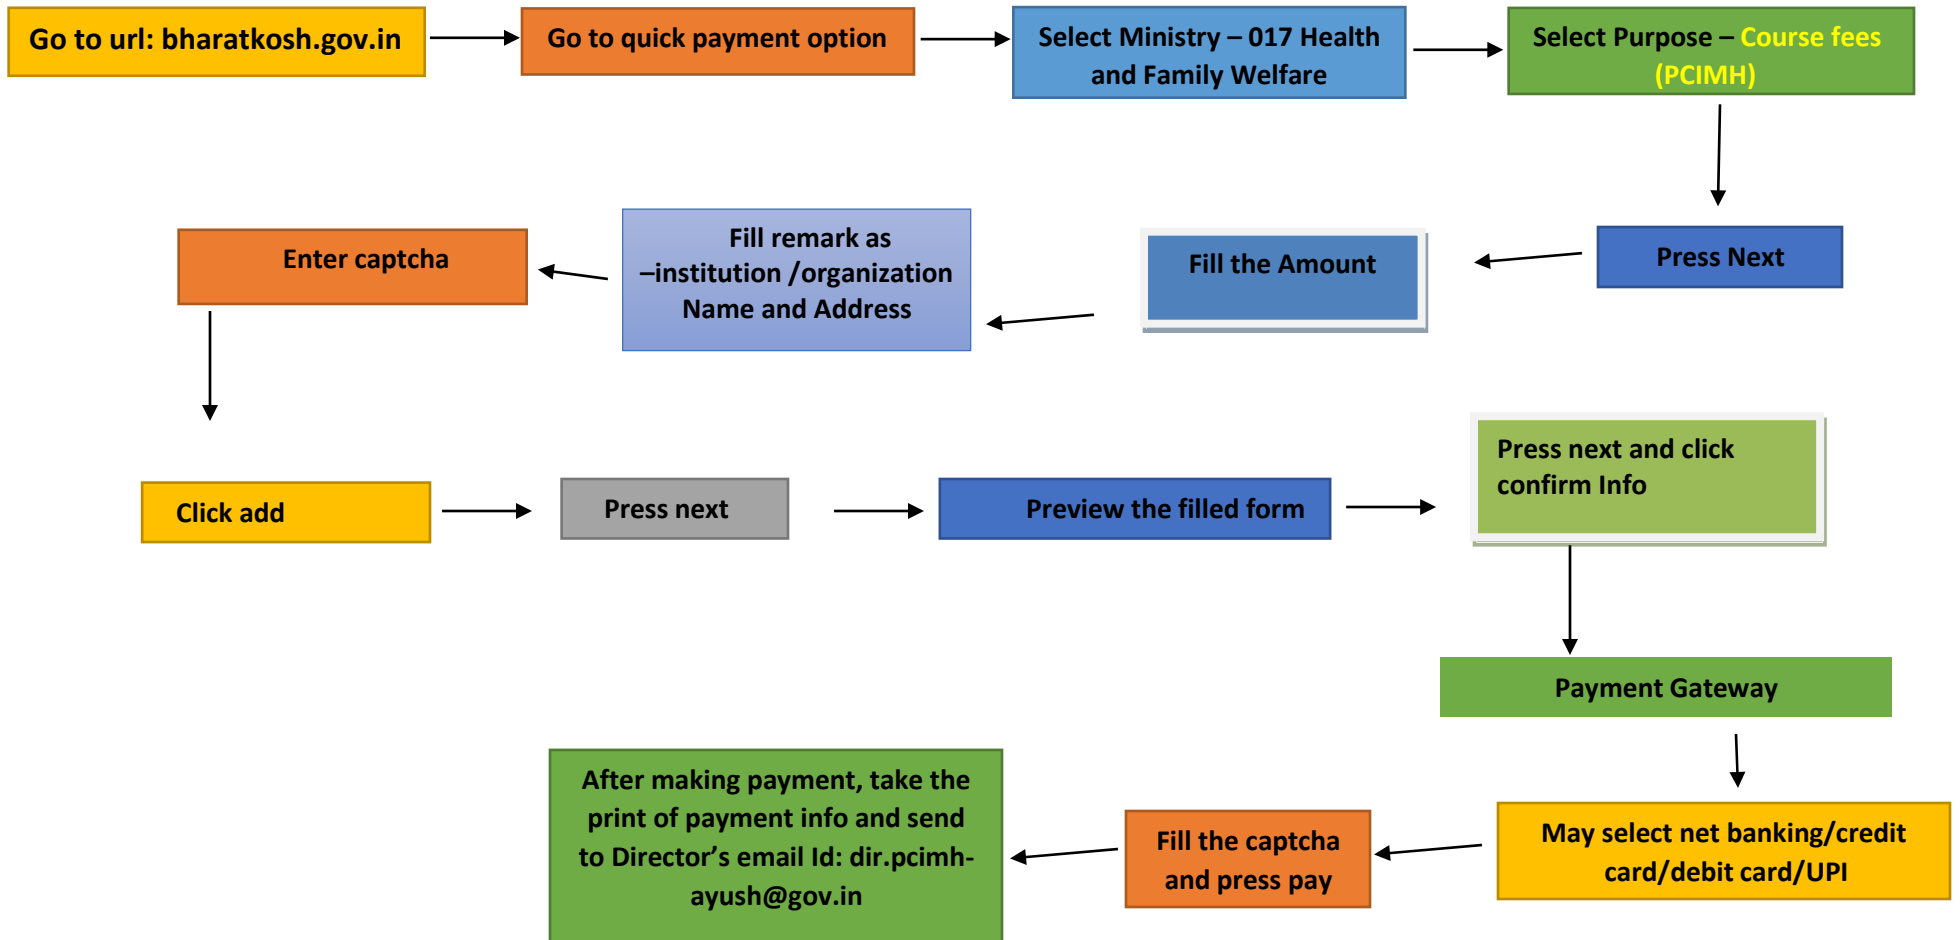 Go to url: bharatkosh.gov.in
Go to quick payment option
Select Ministry – 017 Health
and Family Welfare
Select Purpose – Course fees
(PCIMH)
Press Next
Fill the Amount
Fill remark as
–institution /organization
Name and Address
Enter captcha
Click add
Press next
Preview the filled form
Press next and click
confirm Info
Payment Gateway
May select net banking/credit
card/debit card/UPI
Fill the captcha
and press pay
After making payment, take the
print of payment info and send
to Director’s email Id: dir.pcimh-
ayush@gov.in